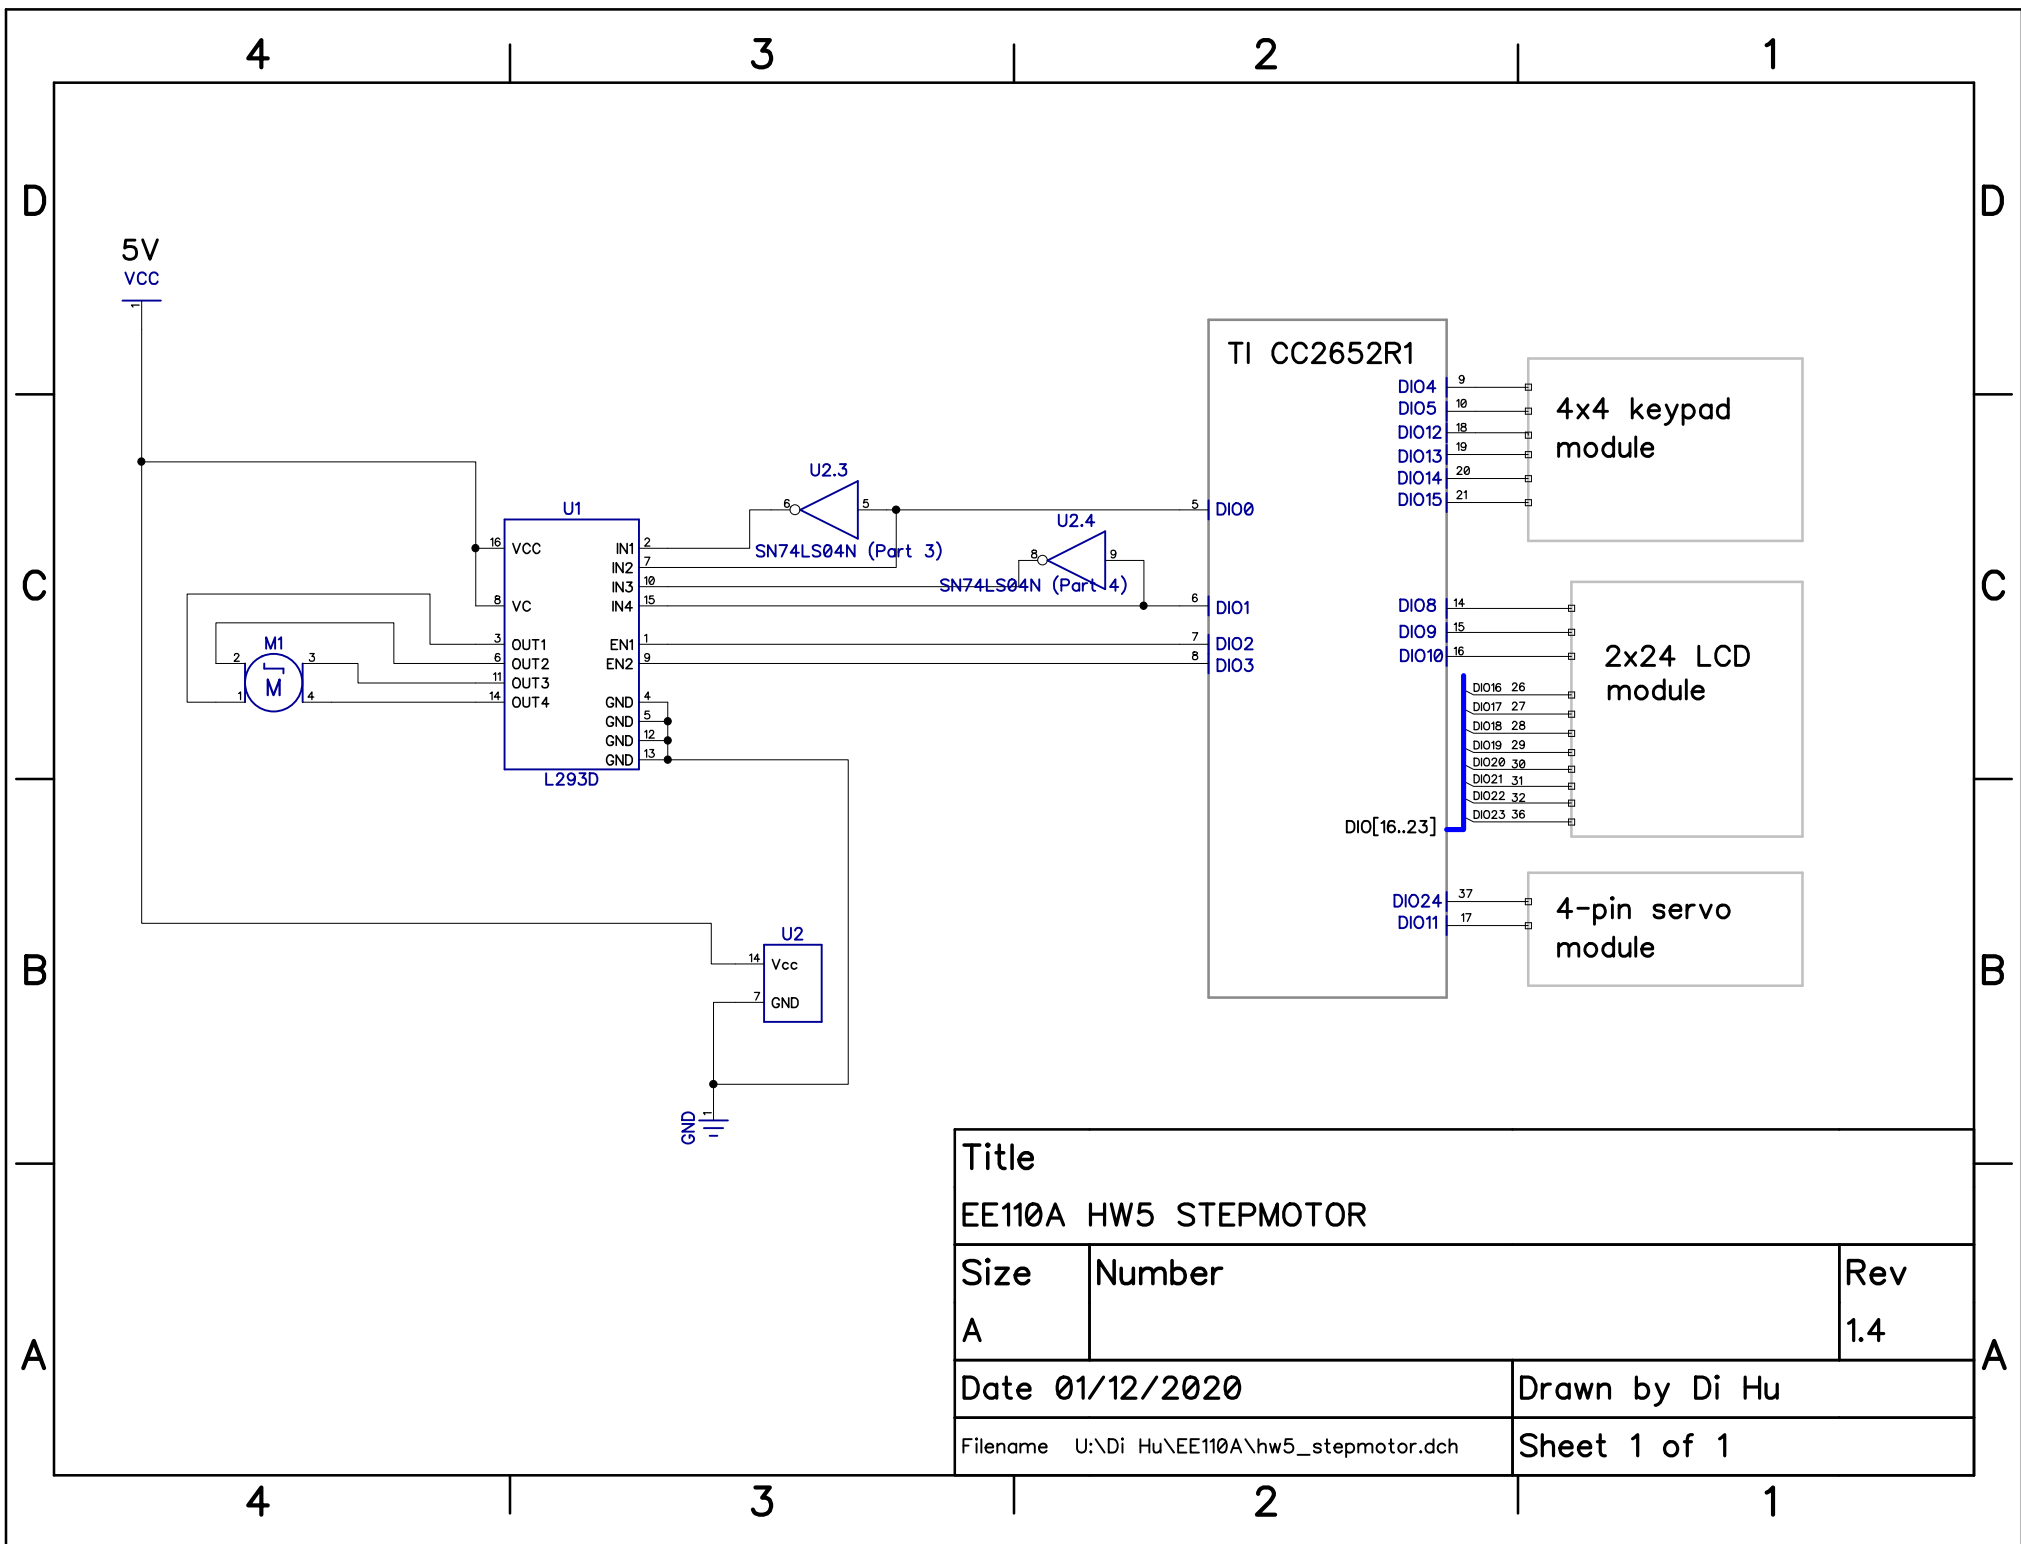 4 3 2 1
D D
5V
VCC
1
TI CC2652R1
DIO4 9
DIO5 10
DIO12 18
DIO13 19
DIO14 20
DIO15 21
4x4 keypad
module
U2.3
6 5
SN74LS04N (Part 3)
U2.4
8 9
SN74LS04N (Part 4)
5 DIO0
6 DIO1
7 DIO2
8 DIO3
C C
U1
16 VCC IN1 2
IN2 7
IN3 10
8 VC IN4 15
3 OUT1 EN1 1
6 OUT2 EN2 9
11 OUT3
14 OUT4 GND 4
GND 5
GND 12
GND 13
L293D
M1
2 3
M
1 4
DIO8 14
DIO9 15
DIO10 16
2x24 LCD
module
DIO16 26
DIO17 27
DIO18 28
DIO19 29
DIO20 30
DIO21 31
DIO22 32
DIO23 36
DIO[16..23]
DIO24 37
DIO11 17
4-pin servo
module
B B
U2
14 Vcc
7 GND
GND 1
Title
EE110A HW5 STEPMOTOR
Size Number Rev
A 1.4
A A
Date 01/12/2020 Drawn by Di Hu
Filename U:\Di Hu\EE110A\hw5_stepmotor.dch Sheet 1 of 1
4 3 2 1